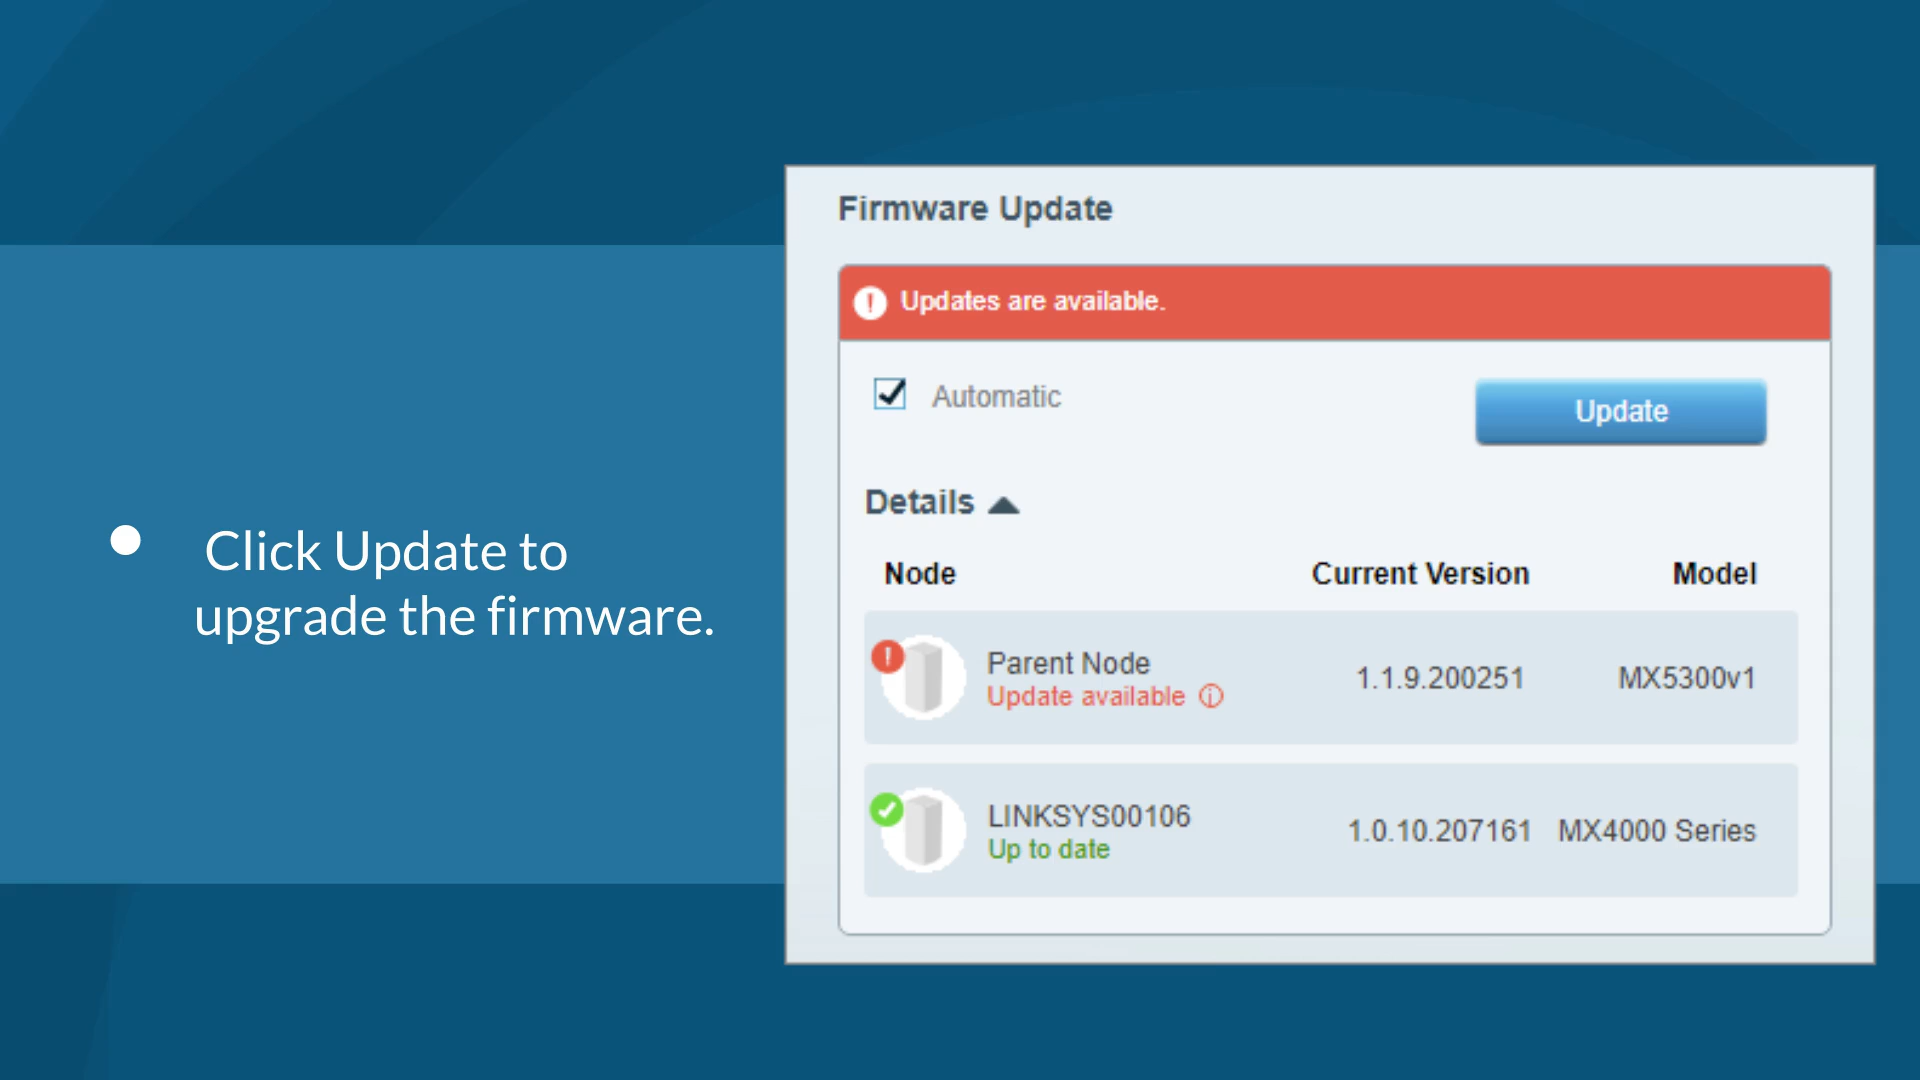 • Click Update to
upgrade the firmware.
Firmware Update
Updates are available.
Automatic
Update
Details
Node Current Version Model
Parent Node
Update available
1.1.9.200251 MX5300v1
LINKSYS00106
Up to date
1.0.10.207161 MX4000 Series